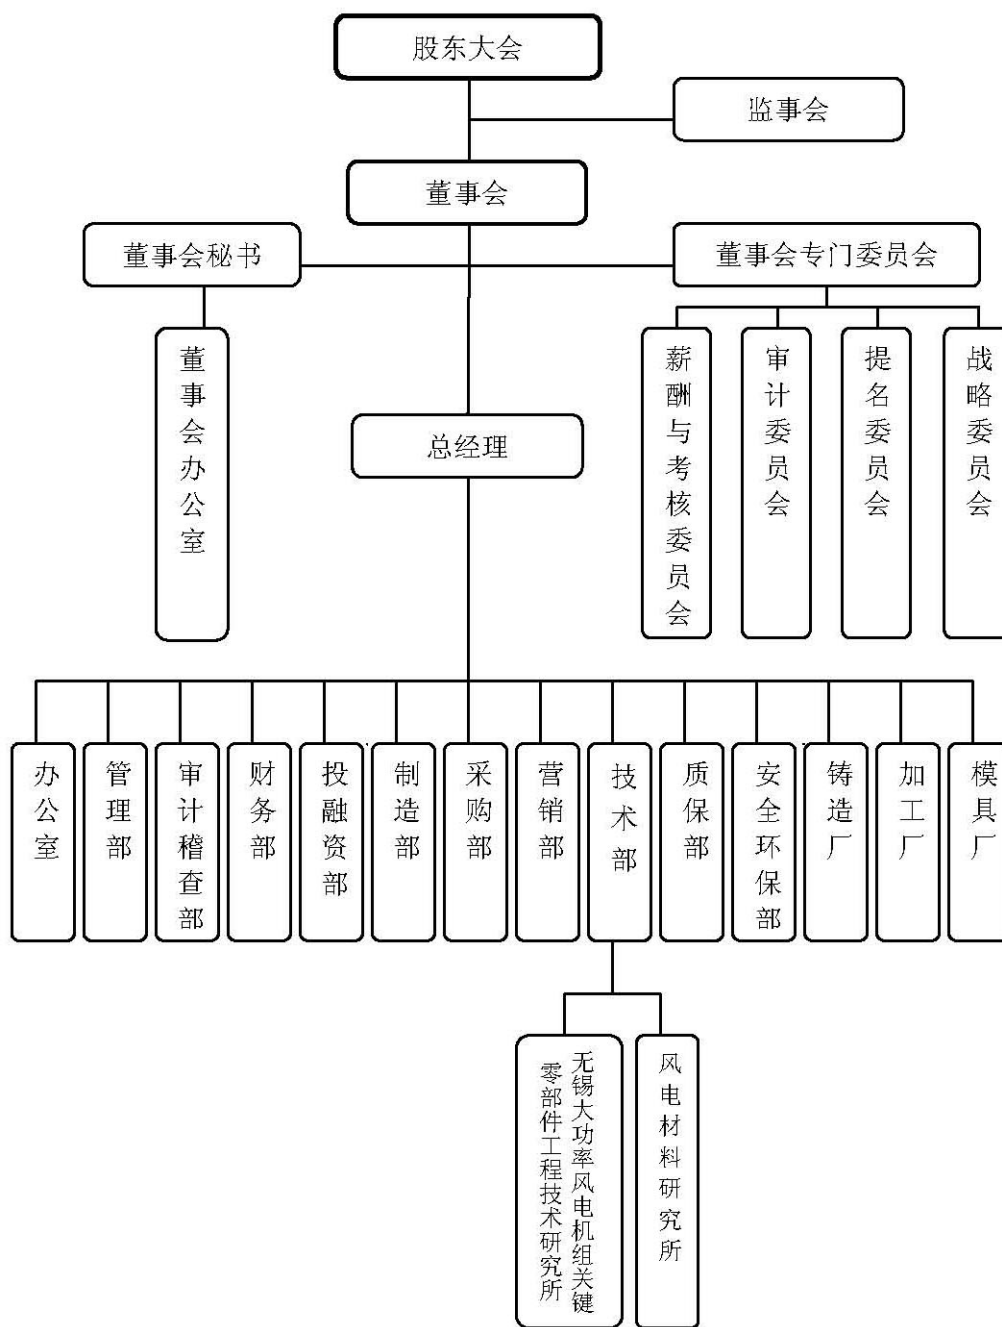 股东大会
监事会
董事会
董事会秘书
董事会专门委员会
董事会办公室
薪酬与考核委员会
审计委员会
提名委员会
战略委员会
总经理
办公室
管理部
审计稽查部
财务部
投融资部
制造部
采购部
营销部
技术部
质保部
安全环保部
铸造厂
加工厂
模具厂
无锡大功率风电机组关键
零部件工程技术研究所
风电材料研究所